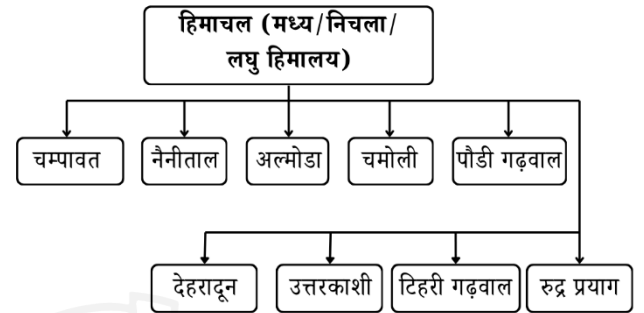 हिमाचल (मध्य/निचला/
लघु हिमालय)
चम्पावत
नैनीताल
अल्मोडा
चमोली
पौडी गढ़वाल
देहरादून
उत्तरकाशी
टिहरी गढ़वाल
रुद्र प्रयाग